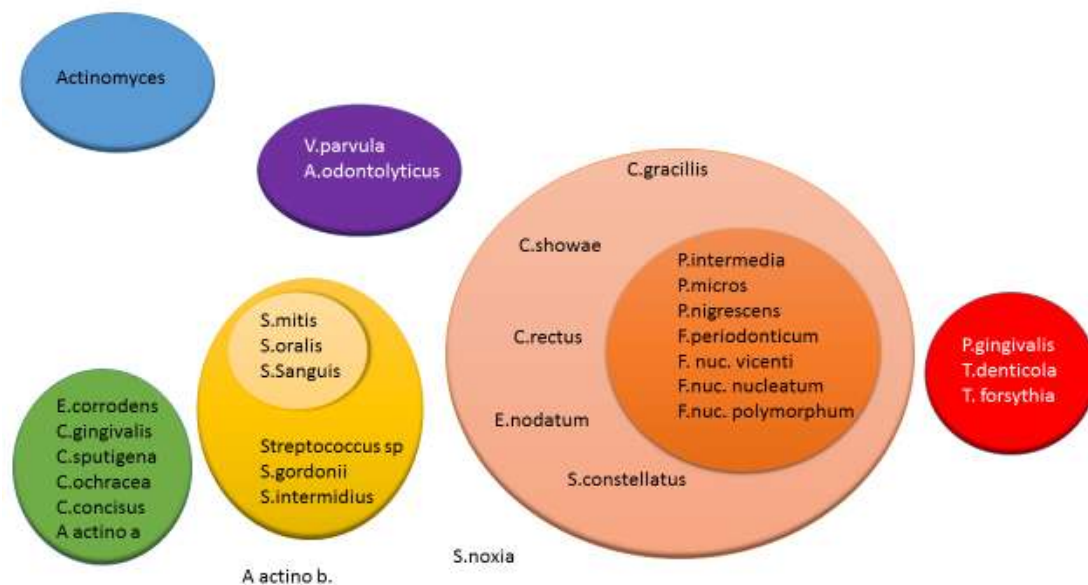 Actinomyces
V.parvula
A.odontolyticus
C.gracillis
C.showae
C.rectus
E.nodatum
S.constellatus
P.intermedia
P.micros
P.nigrescens
F.periodonticum
F. nuc. vicenti
F.nuc. nucleatum
F.nuc. polymorphum
P.gingivalis
T.denticola
T. forsythia
S.mitis
S.oralis
S.Sanguis
Streptococcus sp
S.gordonii
S.intermidius
E.corrodens
C.gingivalis
C.sputigena
C.ochracea
C.concisus
A actino a
A actino b.
S.noxia